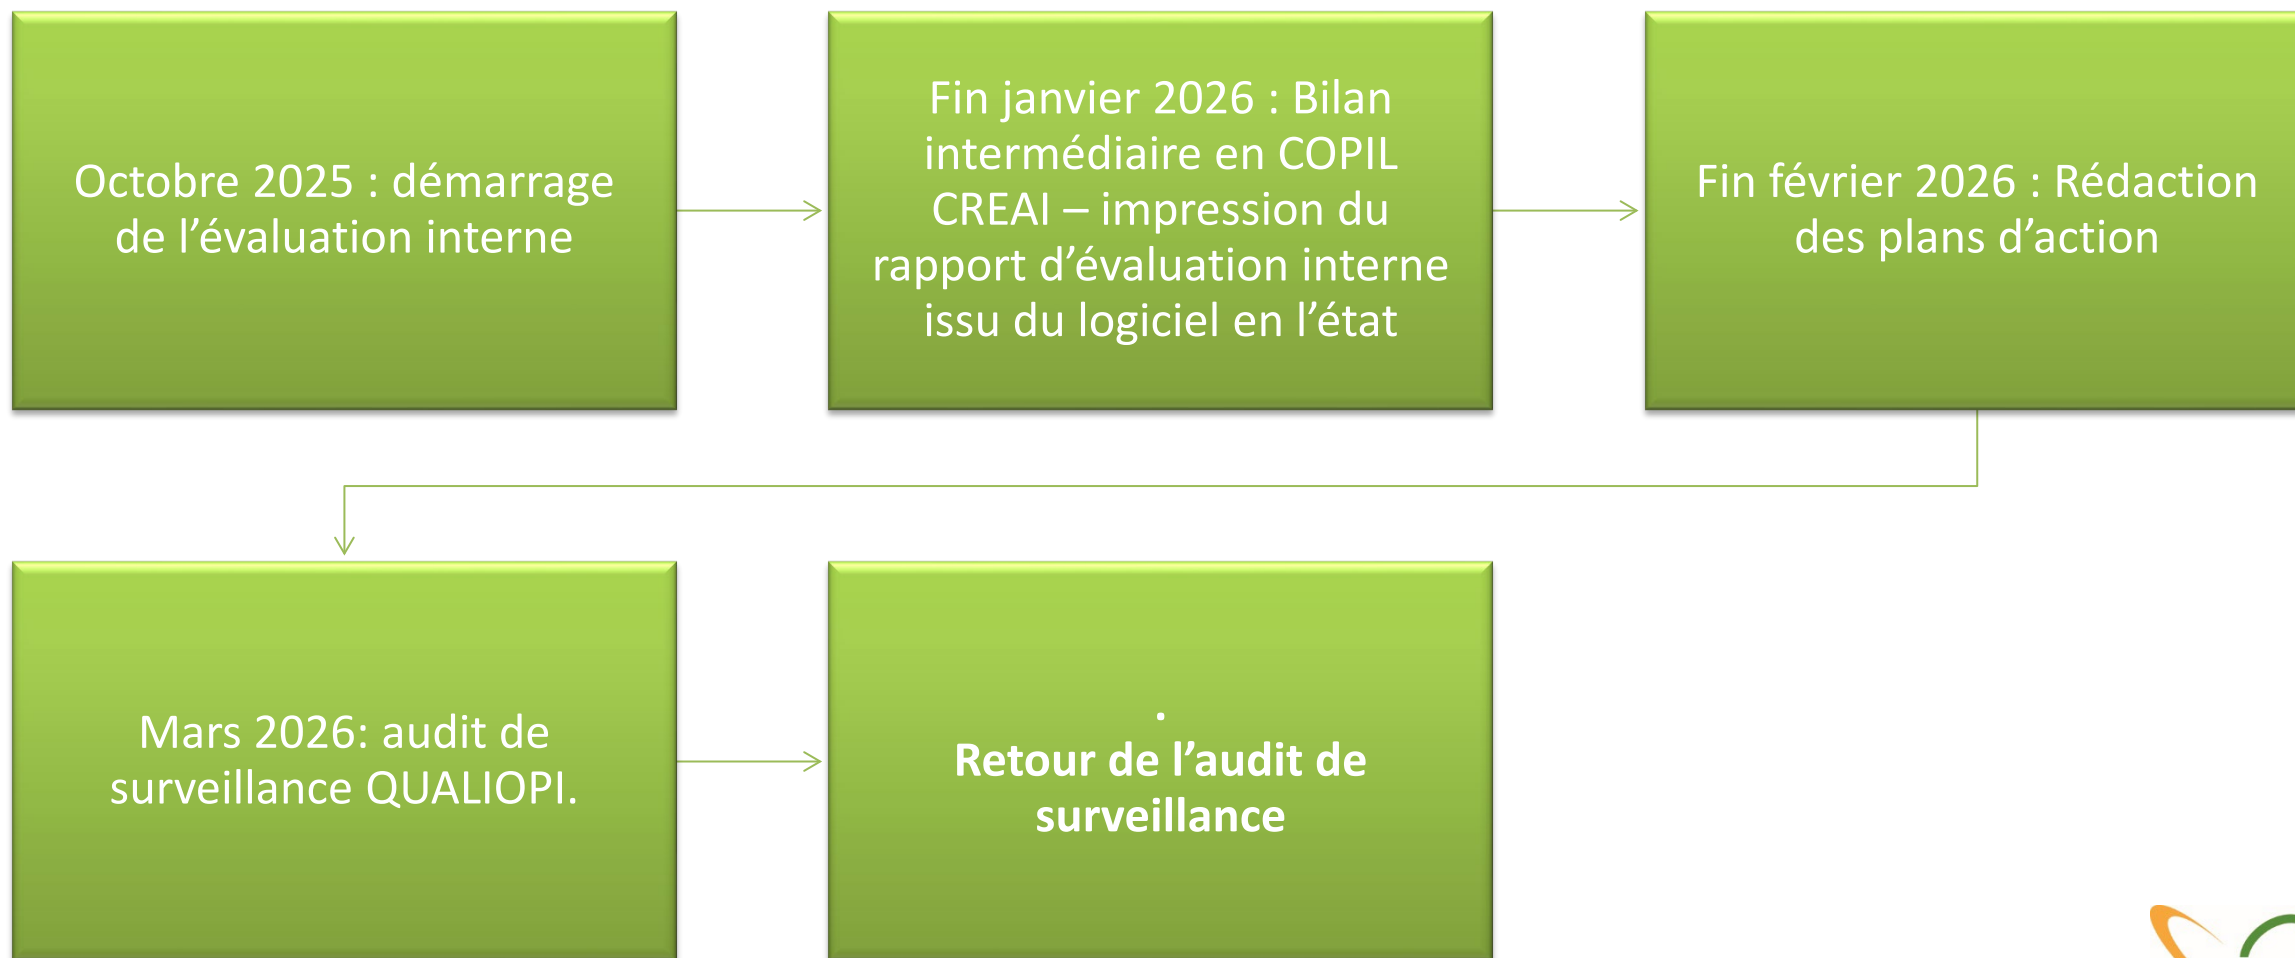 Octobre 2025 : démarrage
de l’évaluation interne
Fin janvier 2026 : Bilan
intermédiaire en COPIL
CREAI – impression du
rapport d’évaluation interne
issu du logiciel en l’état
Fin février 2026 : Rédaction
des plans d’action
Mars 2026: audit de
surveillance QUALIOPI.
.
Retour de l’audit de
surveillance